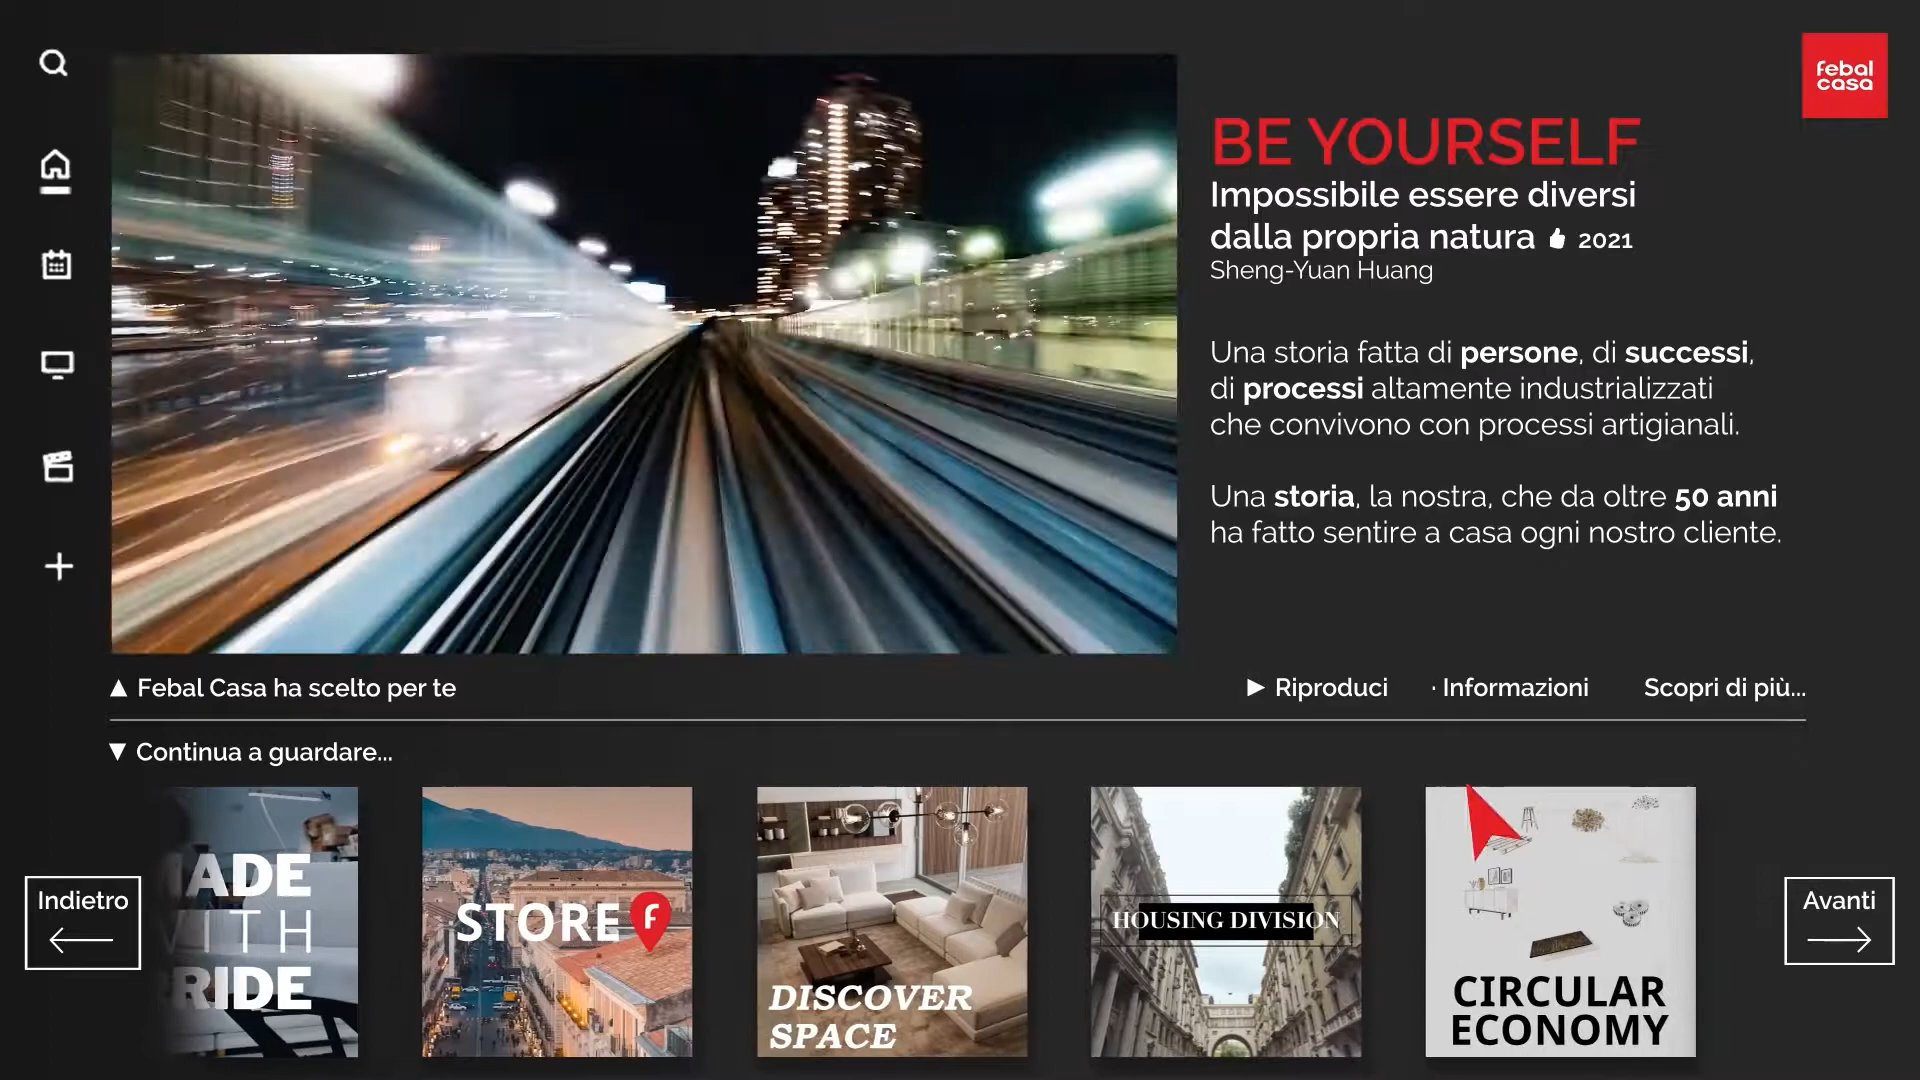 febal
casa
BE YOURSELF
Impossibile essere diversi
dalla propria natura 2021
Sheng-Yuan Huang
Una storia fatta di persone, di successi,
di processi altamente industrializzati
che convivono con processi artigianali.
Una storia, la nostra, che da oltre 50 anni
ha fatto sentire a casa ogni nostro cliente.
▲ Febal Casa ha scelto per te
▶ Riproduci · Informazioni Scopri di più...
▼ Continua a guardare...
Indietro
ADE
ITH
RIDE
STORE F
DISCOVER
SPACE
HOUSING DIVISION
CIRCULAR
ECONOMY
Avanti